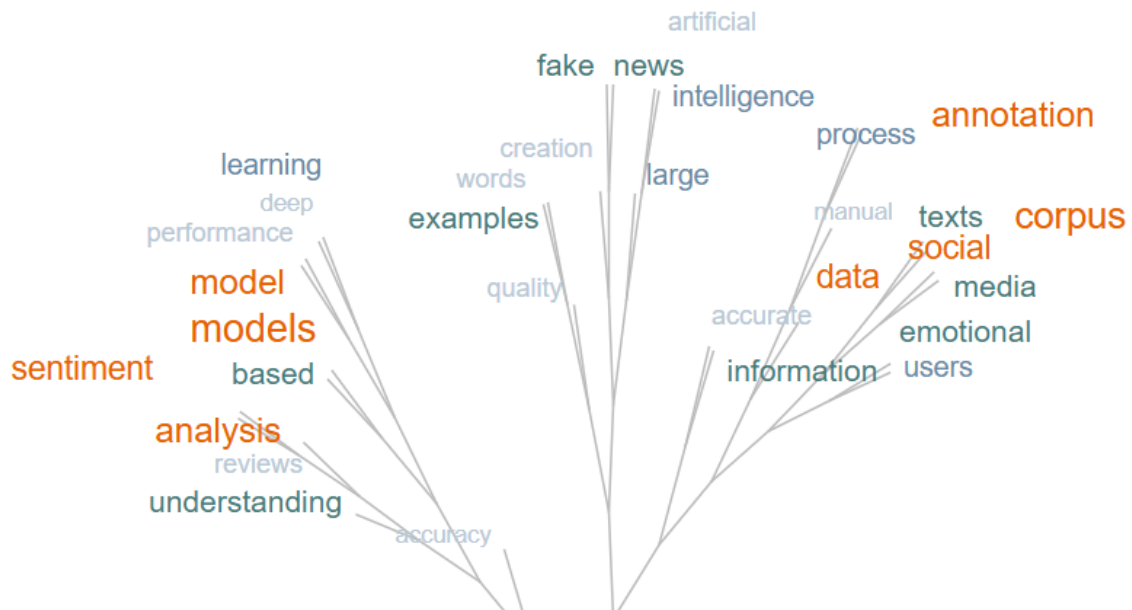 artificial
fake news
intelligence
annotation
process
creation
learning
words
large
deep
manual
examples
texts
corpus
performance
social
model
data
quality
media
accurate
models
emotional
sentiment
based
information
users
analysis
reviews
understanding
accuracy